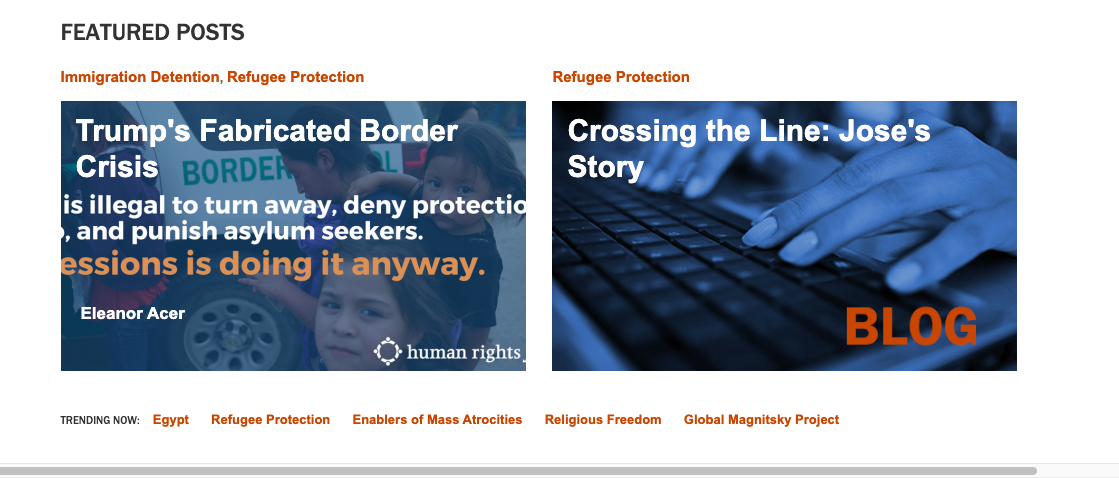 FEATURED POSTS
Immigration Detention, Refugee Protection
Trump's Fabricated Border
Crisis
BORDER
is illegal to turn away, deny protectio
, and punish asylum seekers.
essions is doing it anyway.
Eleanor Acer
human rights
Refugee Protection
Crossing the Line: Jose's
Story
BLOG
TRENDING NOW: Egypt Refugee Protection Enablers of Mass Atrocities Religious Freedom Global Magnitsky Project